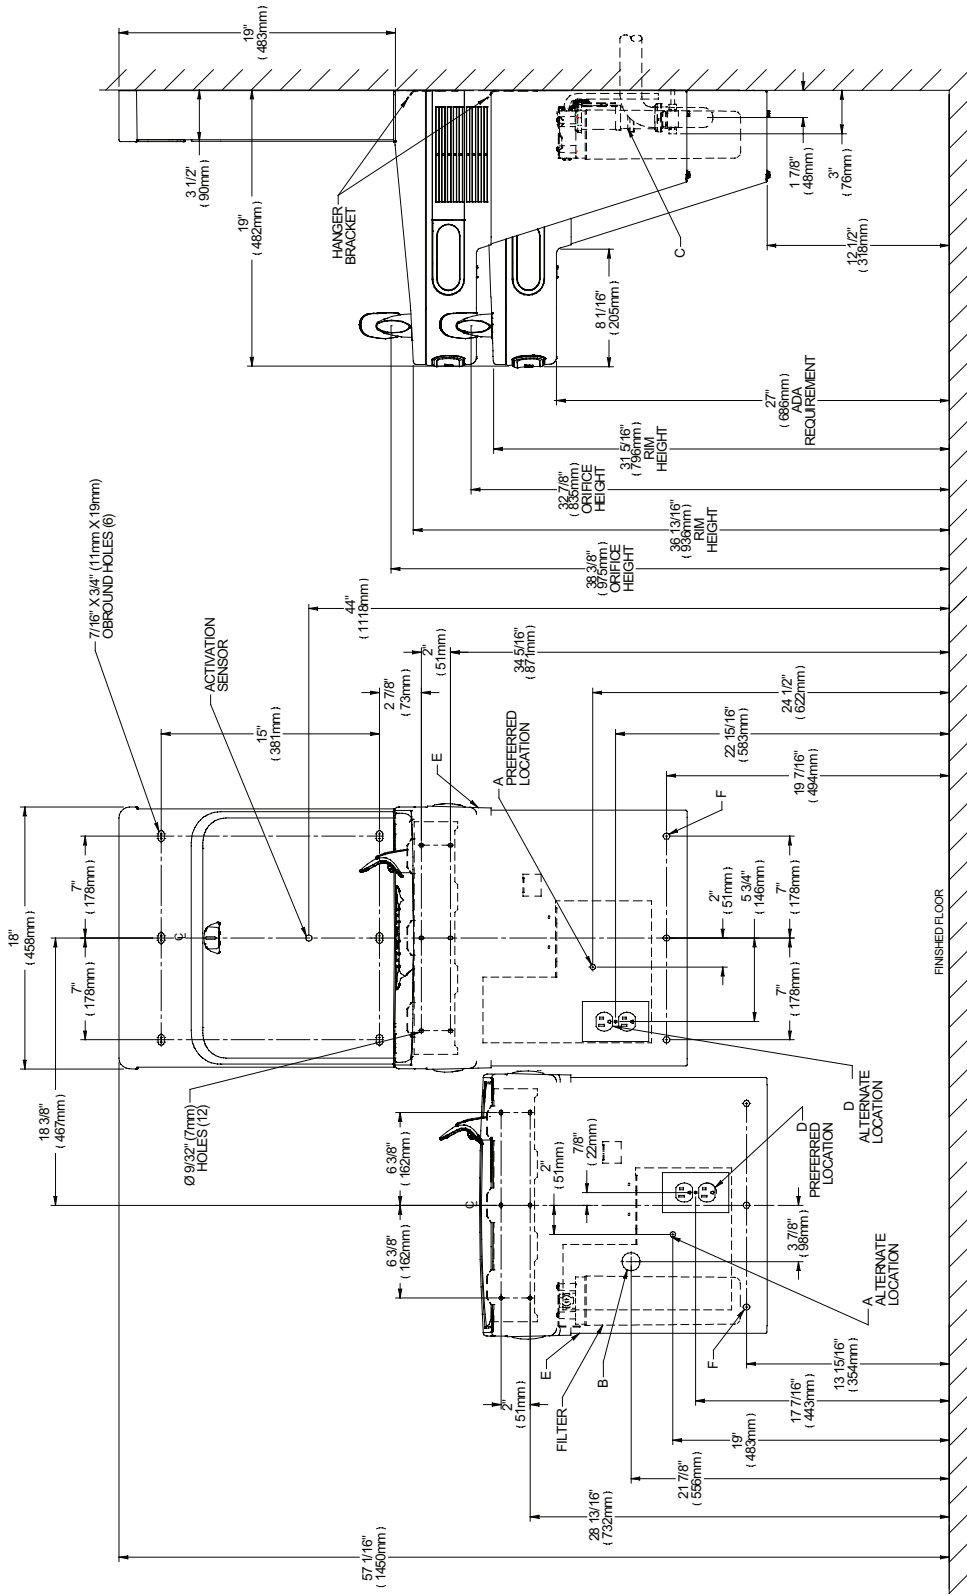 19"
( 483mm)
3 1/2"
( 90mm)
19"
( 482mm)
HANGER
BRACKET
8 1/16"
( 205mm)
C
1 7/8"
( 48mm)
3"
( 76mm)
12 1/2"
( 318mm)
27"
( 686mm)
ADA
REQUIREMENT
31 5/16"
( 796mm)
RIM
HEIGHT
32 7/8"
( 835mm)
ORIFICE
HEIGHT
36 13/16"
( 936mm)
RIM
HEIGHT
38 3/8"
( 975mm)
ORIFICE
HEIGHT
7/16" X 3/4" (11mm X 19mm)
OBROUND HOLES (6)
44"
( 1118mm)
ACTIVATION
SENSOR
15"
( 381mm)
2 7/8"
( 73mm)
2"
( 51mm)
34 5/16"
( 871mm)
E
A
PREFERRED
LOCATION
24 1/2"
( 622mm)
22 15/16"
( 583mm)
19 7/16"
( 494mm)
F
18"
( 458mm)
7"
( 178mm)
7"
( 178mm)
C
L
2"
( 51mm)
5 3/4"
( 146mm)
7"
( 178mm)
7"
( 178mm)
FINISHED FLOOR
18 3/8"
( 467mm)
Ø 9/32" (7mm)
HOLES (12)
6 3/8"
( 162mm)
6 3/8"
( 162mm)
C
L
2"
( 51mm)
7/8"
( 22mm)
D
ALTERNATE
LOCATION
D
PREFERRED
LOCATION
3 7/8"
( 98mm)
A
ALTERNATE
LOCATION
E
FILTER
B
F
2"
( 51mm)
13 15/16"
( 354mm)
17 7/16"
( 443mm)
19"
( 483mm)
21 7/8"
( 556mm)
28 13/16"
( 732mm)
57 1/16"
( 1450mm)